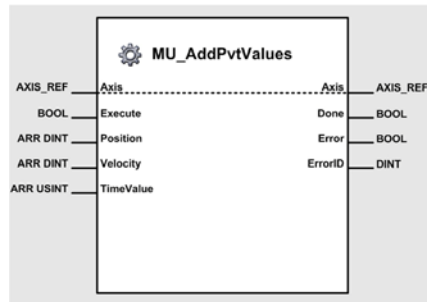 MU_AddPvtValues
AXIS_REF Axis Axis AXIS_REF
BOOL Execute Done BOOL
ARR DINT Position Error BOOL
ARR DINT Velocity ErrorID DINT
ARR USINT TimeValue